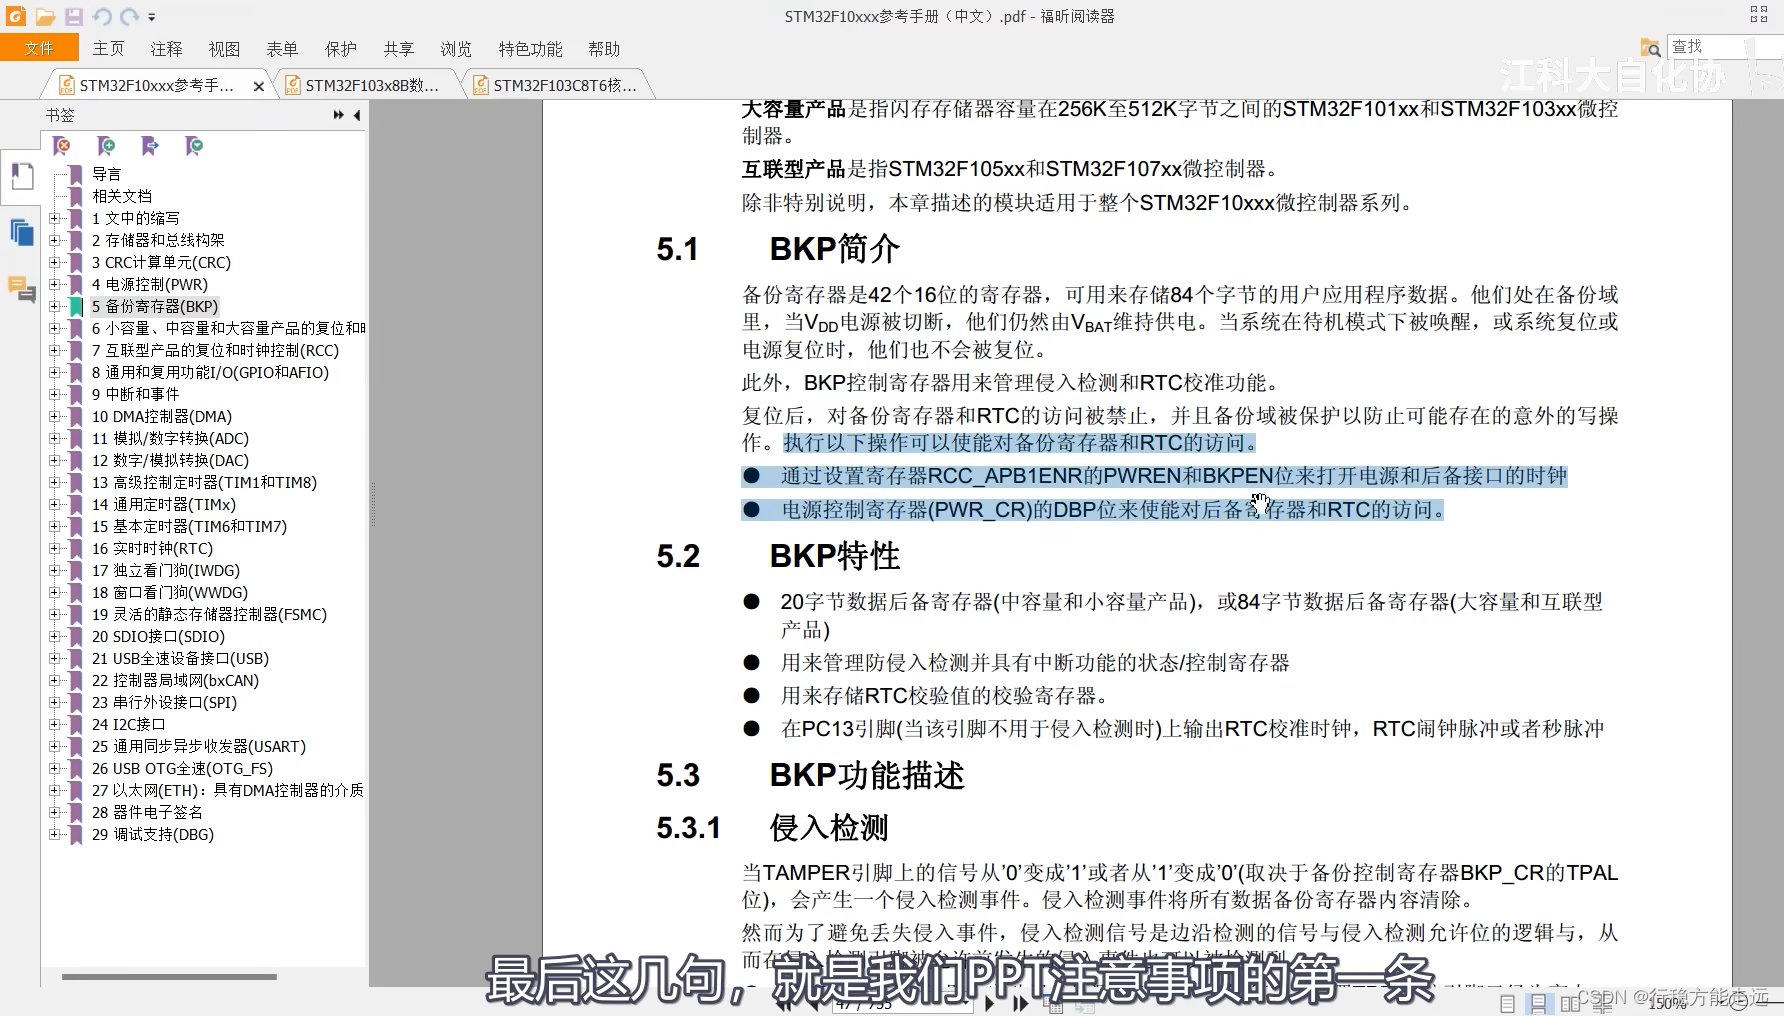 STM32F10xxx参考手册（中文）.pdf - 福昕阅读器
文件 主页 注释 视图 表单 保护 共享 浏览 特色功能 帮助
查找
江科大自化协
STM32F10xxx参考手... STM32F103x8B数... STM32F103C8T6核...
书签
导言
相关文档
1 文中的缩写
2 存储器和总线构架
3 CRC计算单元(CRC)
4 电源控制(PWR)
5 备份寄存器(BKP)
6 小容量、中容量和大容量产品的复位和
7 互联型产品的复位和时钟控制(RCC)
8 通用和复用功能I/O(GPIO和AFIO)
9 中断和事件
10 DMA控制器(DMA)
11 模拟/数字转换(ADC)
12 数字/模拟转换(DAC)
13 高级控制定时器(TIM1和TIM8)
14 通用定时器(TIMx)
15 基本定时器(TIM6和TIM7)
16 实时时钟(RTC)
17 独立看门狗(IWDG)
18 窗口看门狗(WWDG)
19 灵活的静态存储器控制器(FSMC)
20 SDIO接口(SDIO)
21 USB全速设备接口(USB)
22 控制器局域网(bxCAN)
23 串行外设接口(SPI)
24 I2C接口
25 通用同步异步收发器(USART)
26 USB OTG全速(OTG_FS)
27 以太网(ETH)：具有DMA控制器的介质
28 器件电子签名
29 调试支持(DBG)
大容量产品是指闪存存储器容量在256K至512K字节之间的STM32F101xx和STM32F103xx微控
制器。
互联型产品是指STM32F105xx和STM32F107xx微控制器。
除非特别说明，本章描述的模块适用于整个STM32F10xxx微控制器系列。
5.1 BKP简介
备份寄存器是42个16位的寄存器，可用来存储84个字节的用户应用程序数据。他们处在备份域
里，当VDD电源被切断，他们仍然由VBAT维持供电。当系统在待机模式下被唤醒，或系统复位或
电源复位时，他们也不会被复位。
此外，BKP控制寄存器用来管理侵入检测和RTC校准功能。
复位后，对备份寄存器和RTC的访问被禁止，并且备份域被保护以防止可能存在的意外的写操
作。执行以下操作可以使能对备份寄存器和RTC的访问。
● 通过设置寄存器RCC_APB1ENR的PWREN和BKPEN位来打开电源和后备接口的时钟
● 电源控制寄存器(PWR_CR)的DBP位来使能对后备寄存器和RTC的访问。
5.2 BKP特性
● 20字节数据后备寄存器(中容量和小容量产品)，或84字节数据后备寄存器(大容量和互联型
产品)
● 用来管理防侵入检测并具有中断功能的状态/控制寄存器
● 用来存储RTC校验值的校验寄存器。
● 在PC13引脚(当该引脚不用于侵入检测时)上输出RTC校准时钟，RTC闹钟脉冲或者秒脉冲
5.3 BKP功能描述
5.3.1 侵入检测
当TAMPER引脚上的信号从’0’变成’1’或者从’1’变成’0’(取决于备份控制寄存器BKP_CR的TPAL
位)，会产生一个侵入检测事件。侵入检测事件将所有数据备份寄存器内容清除。
然而为了避免丢失侵入事件，侵入检测信号是边沿检测的信号与侵入检测允许位的逻辑与，从
最后这几句，就是我们PPT注意事项的第一条
150%
CSDN @行稳方能走远